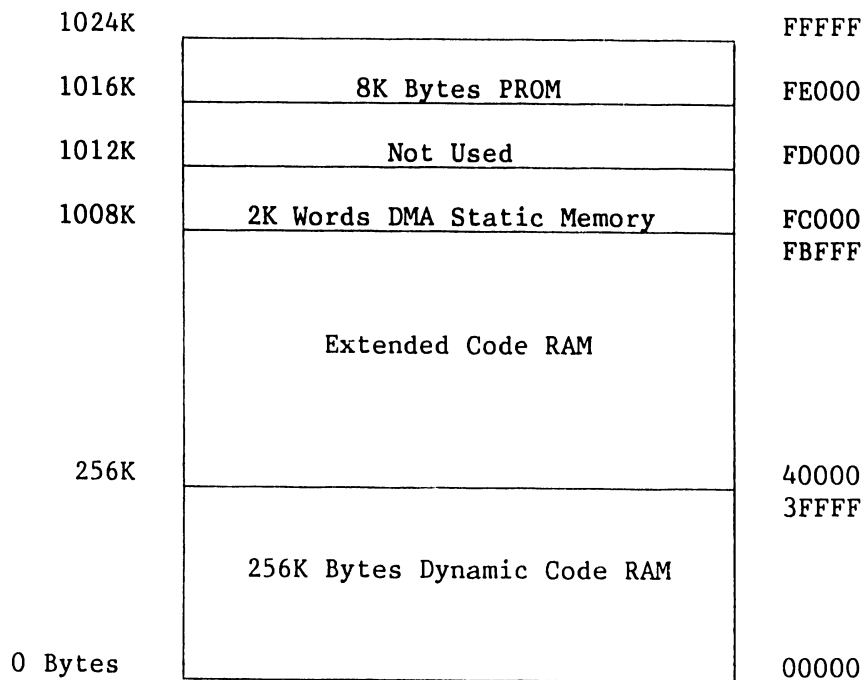 1024K FFFFF
1016K 8K Bytes PROM FE000
1012K Not Used FD000
1008K 2K Words DMA Static Memory FC000
FBFFF
Extended Code RAM
256K 40000
3FFFF
256K Bytes Dynamic Code RAM
0 Bytes 00000